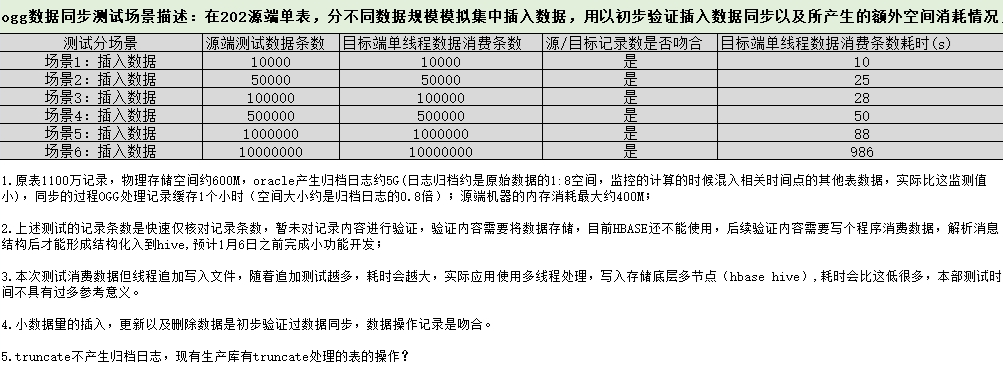 ogg数据同步测试场景描述：在202源端单表，分不同数据规模模拟集中插入数据，用以初步验证插入数据同步以及所产生的额外空间消耗情况
测试分场景 源端测试数据条数 目标端单线程数据消费条数 源/目标记录数是否吻合 目标端单线程数据消费条数耗时(s)
场景1：插入数据 10000 10000 是 10
场景2：插入数据 50000 50000 是 25
场景3：插入数据 100000 100000 是 28
场景4：插入数据 500000 500000 是 50
场景5：插入数据 1000000 1000000 是 88
场景6：插入数据 10000000 10000000 是 986
1.原表1100万记录，物理存储空间约600M，oracle产生归档日志约5G(日志归档约是原始数据的1:8空间，监控的计算的时候混入相关时间点的其他表数据，实际比这监测值
小)，同步的过程OGG处理记录缓存1个小时（空间大小约是归档日志的0.8倍）；源端机器的内存消耗最大约400M；
2.上述测试的记录条数是快速仅核对记录条数，暂未对记录内容进行验证，验证内容需要将数据存储，目前HBASE还不能使用，后续验证内容需要写个程序消费数据，解析消息
结构后才能形成结构化入到hive,预计1月6日之前完成小功能开发；
3.本次测试消费数据但线程追加写入文件，随着追加测试越多，耗时会越大，实际应用使用多线程处理，写入存储底层多节点（hbase hive）,耗时会比这低很多，本部测试时
间不具有过多参考意义。
4.小数据量的插入，更新以及删除数据是初步验证过数据同步，数据操作记录是吻合。
5.truncate不产生归档日志，现有生产库有truncate处理的表的操作？